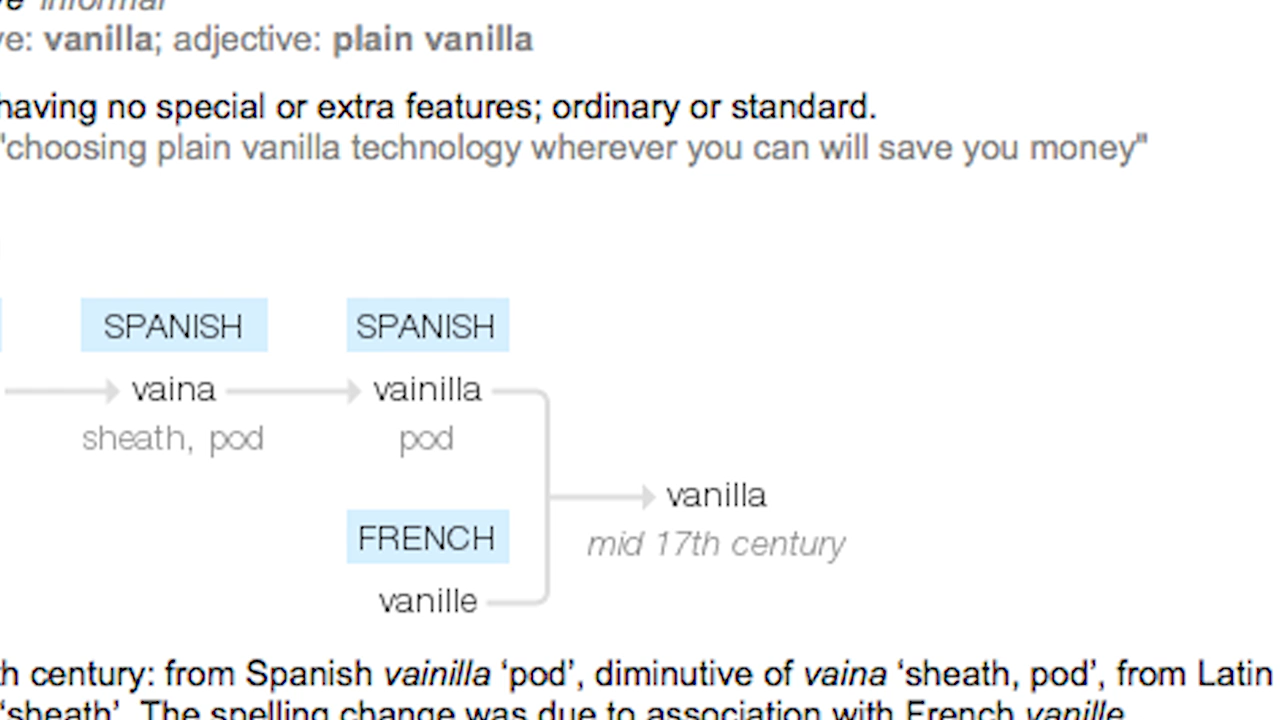 informal
ve: vanilla; adjective: plain vanilla
having no special or extra features; ordinary or standard.
"choosing plain vanilla technology wherever you can will save you money"
SPANISH SPANISH
vaina vainilla
sheath, pod pod
vanilla
FRENCH mid 17th century
vanille
th century: from Spanish vainilla ‘pod’, diminutive of vaina ‘sheath, pod’, from Latin
‘sheath’. The spelling change was due to association with French vanille